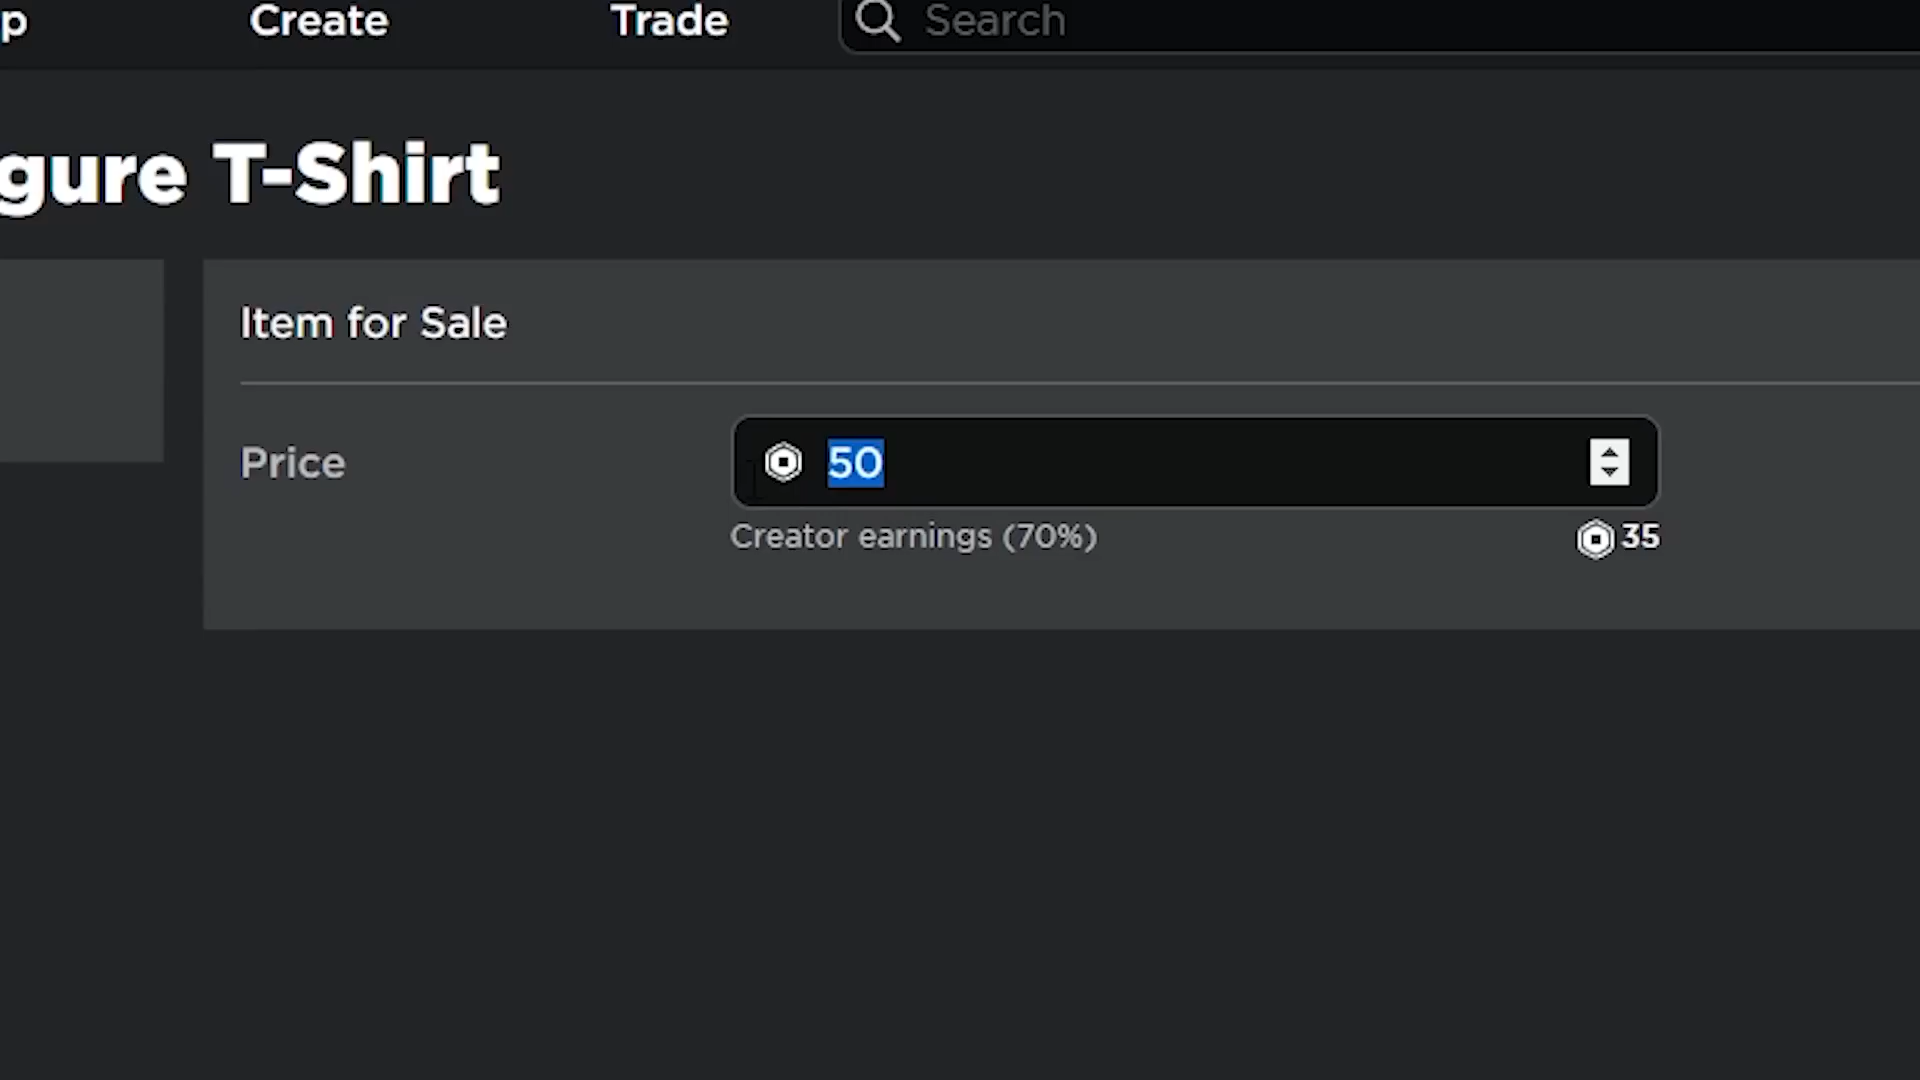 p Create Trade Search
gure T-Shirt
Item for Sale
Price 50
Creator earnings (70%) 35